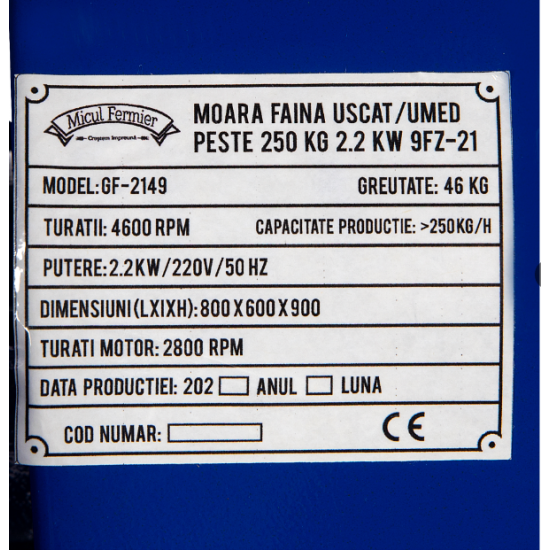 Micul Fermier
Creștem împreună
MOARA FAINA USCAT/UMED
PESTE 250 KG 2.2 KW 9FZ-21
MODEL:GF-2149 GREUTATE: 46 KG
TURATII: 4600 RPM CAPACITATE PRODUCTIE: >250KG/H
PUTERE:2.2KW/220V/50 HZ
DIMENSIUNI(LXIXH):800X600X900
TURATI MOTOR: 2800 RPM
DATA PRODUCTIEI: 202 ANUL LUNA
COD NUMAR: CE